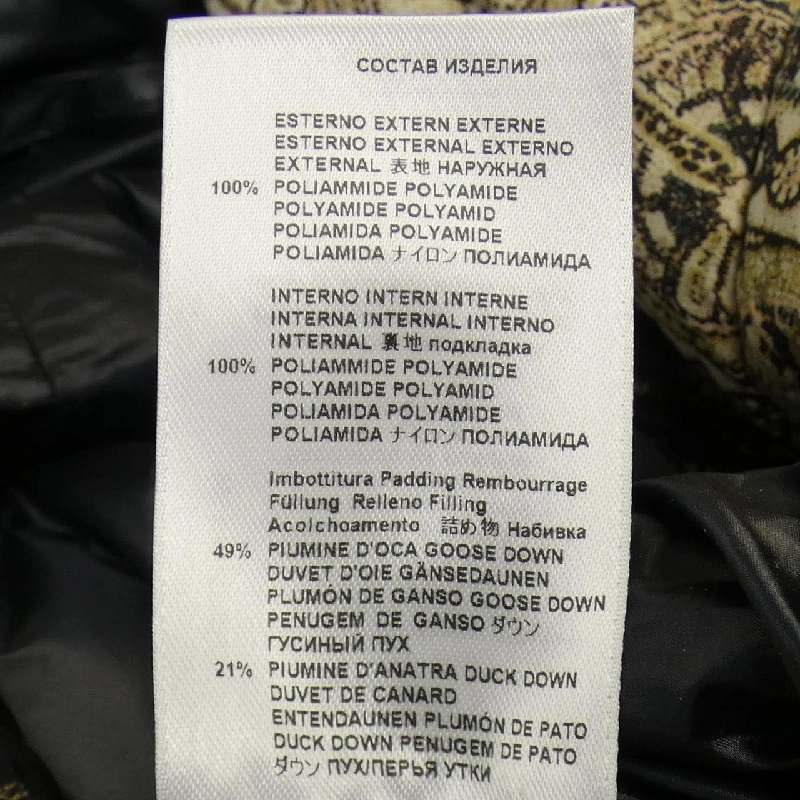 СОСТАВ ИЗДЕЛИЯ
ESTERNO EXTERN EXTERNE
ESTERNO EXTERNAL EXTERNO
EXTERNAL 表地 НАРУЖНАЯ
100% POLIAMMIDE POLYAMIDE
POLYAMIDE POLYAMID
POLIAMIDA POLYAMIDE
POLIAMIDA ナイロン ПОЛИАМИДА
INTERNO INTERN INTERNE
INTERNA INTERNAL INTERNO
INTERNAL 裏地 подкладка
100% POLIAMMIDE POLYAMIDE
POLYAMIDE POLYAMID
POLIAMIDA POLYAMIDE
POLIAMIDA ナイロン ПОЛИАМИДА
Imbottitura Padding Rembourrage
Füllung Relleno Filling
Acolchoamento 詰め物 Набивка
49% PIUMINE D'OCA GOOSE DOWN
DUVET D'OIE GÄNSEDAUNEN
PLUMÓN DE GANSO GOOSE DOWN
PENUGEM DE GANSO ダウン
ГУСИНЫЙ ПУХ
21% PIUMINE D'ANATRA DUCK DOWN
DUVET DE CANARD
ENTENDAUNEN PLUMÓN DE PATO
DUCK DOWN PENUGEM DE PATO
ダウン ПУХ/ПЕРЬЯ УТКИ